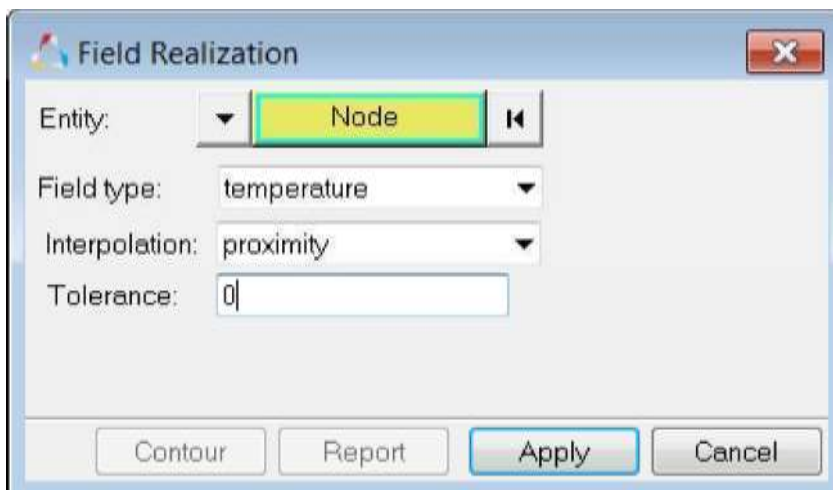 Field Realization
Entity: Node
Field type: temperature
Interpolation: proximity
Tolerance: 0
Contour Report Apply Cancel